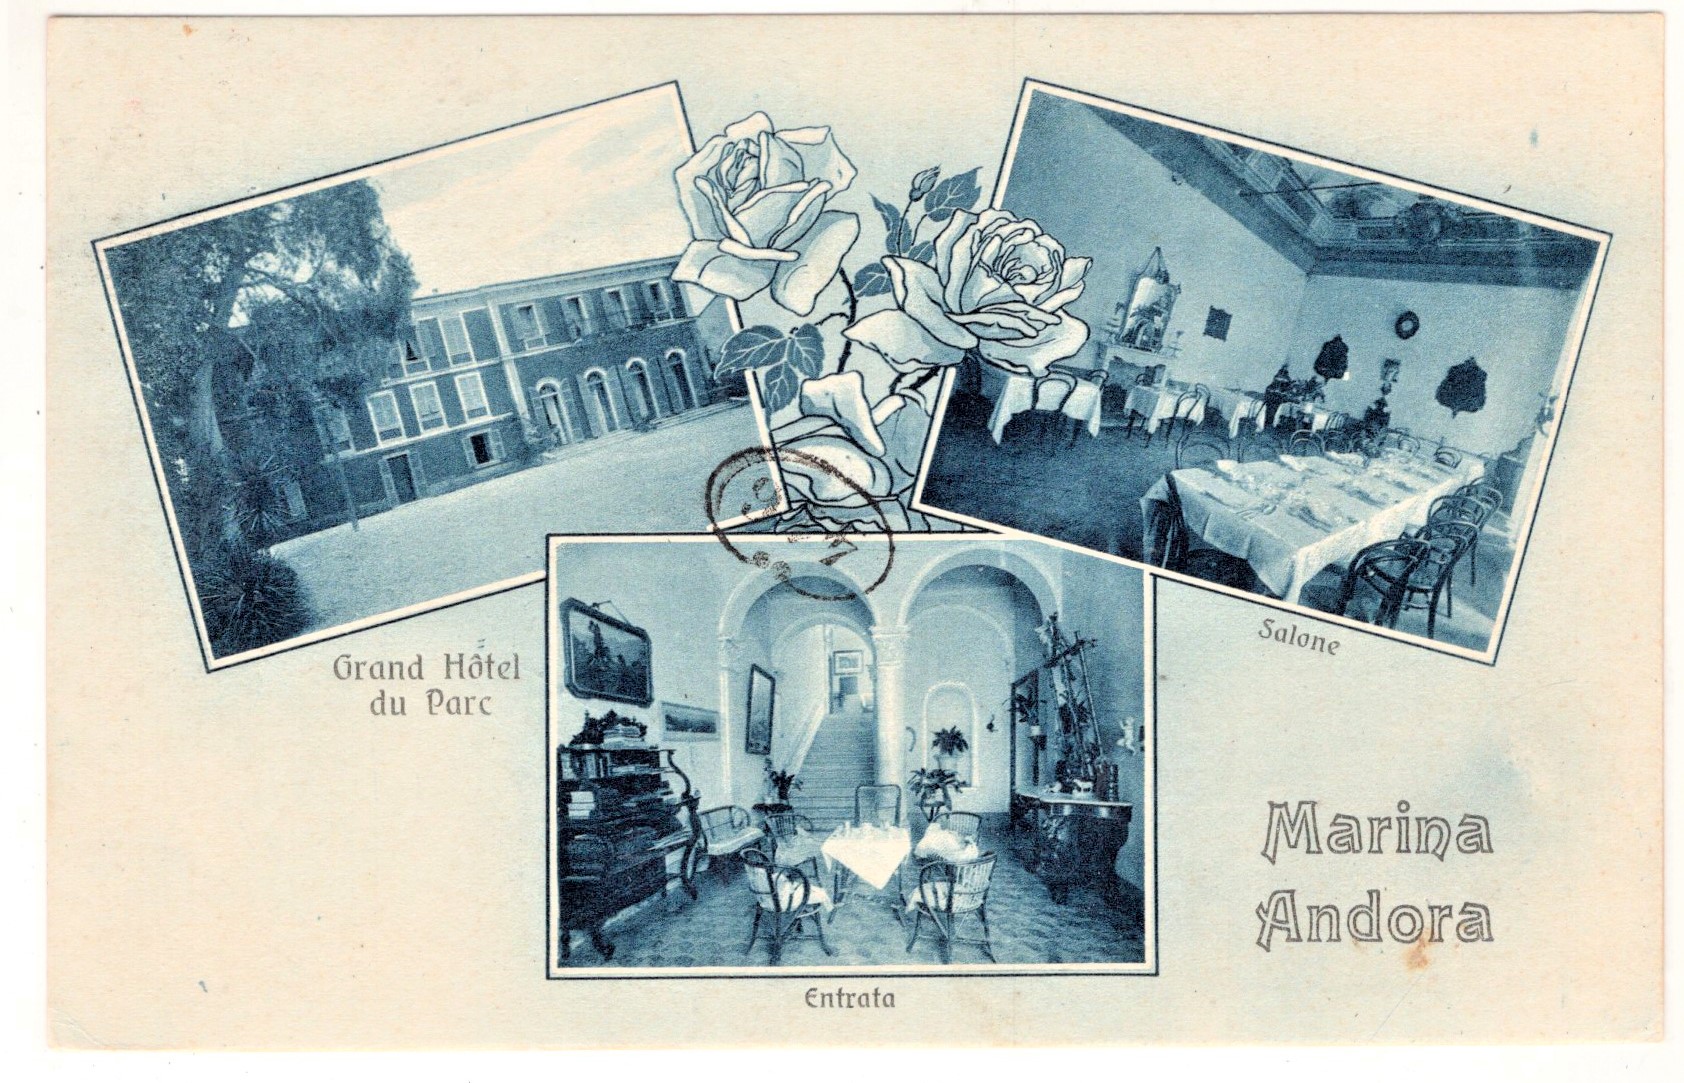 Grand Hôtel
du Parc
Salone
Entrata
Marina
Andora